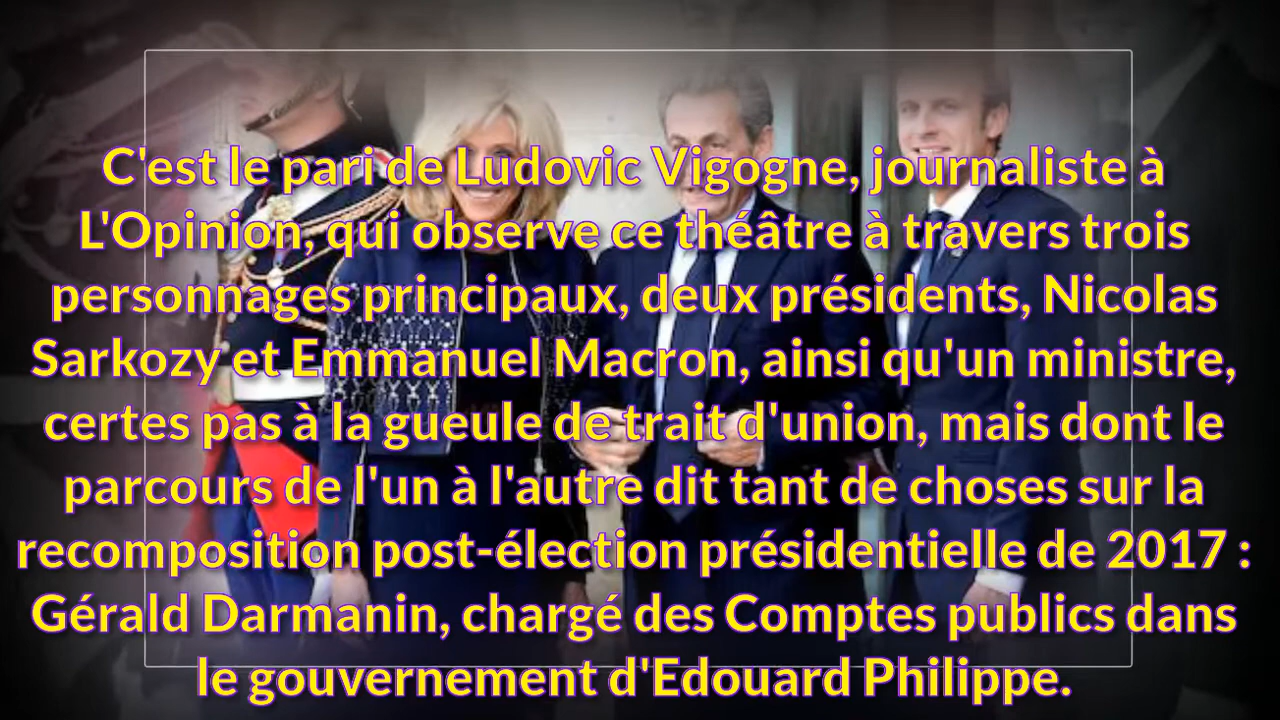 C'est le pari de Ludovic Vigogne, journaliste à
L'Opinion, qui observe ce théâtre à travers trois
personnages principaux, deux présidents, Nicolas
Sarkozy et Emmanuel Macron, ainsi qu'un ministre,
certes pas à la gueule de trait d'union, mais dont le
parcours de l'un à l'autre dit tant de choses sur la
recomposition post-élection présidentielle de 2017 :
Gérald Darmanin, chargé des Comptes publics dans
le gouvernement d'Edouard Philippe.